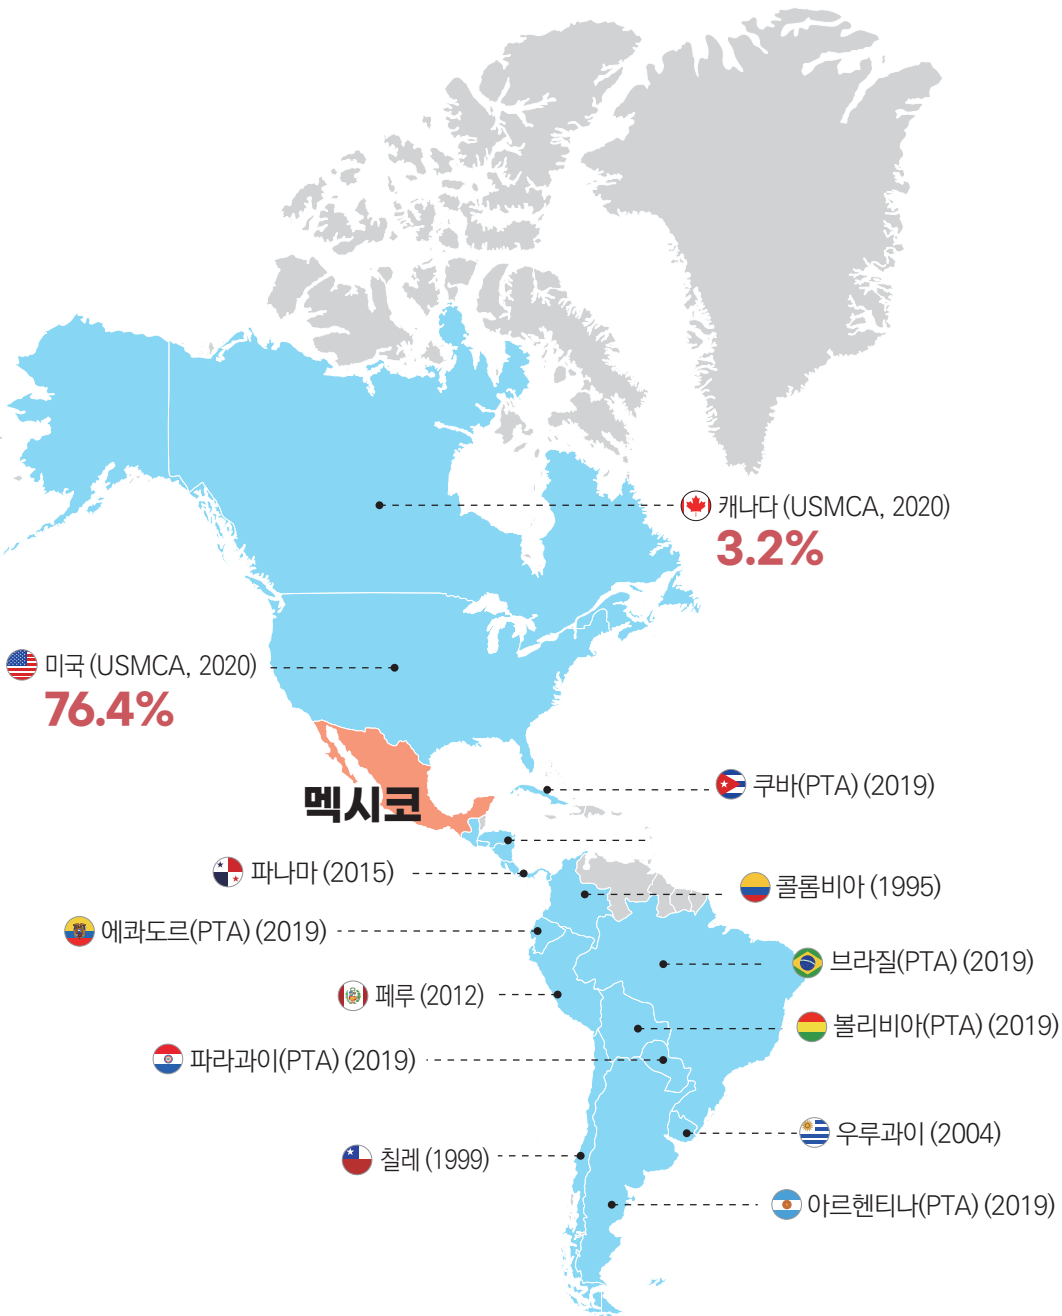 캐나다 (USMCA, 2020)
3.2%
미국 (USMCA, 2020)
76.4%
쿠바(PTA) (2019)
멕시코
파나마 (2015)
콜롬비아 (1995)
에콰도르(PTA) (2019)
브라질(PTA) (2019)
페루 (2012)
볼리비아(PTA) (2019)
파라과이(PTA) (2019)
우루과이 (2004)
칠레 (1999)
아르헨티나(PTA) (2019)